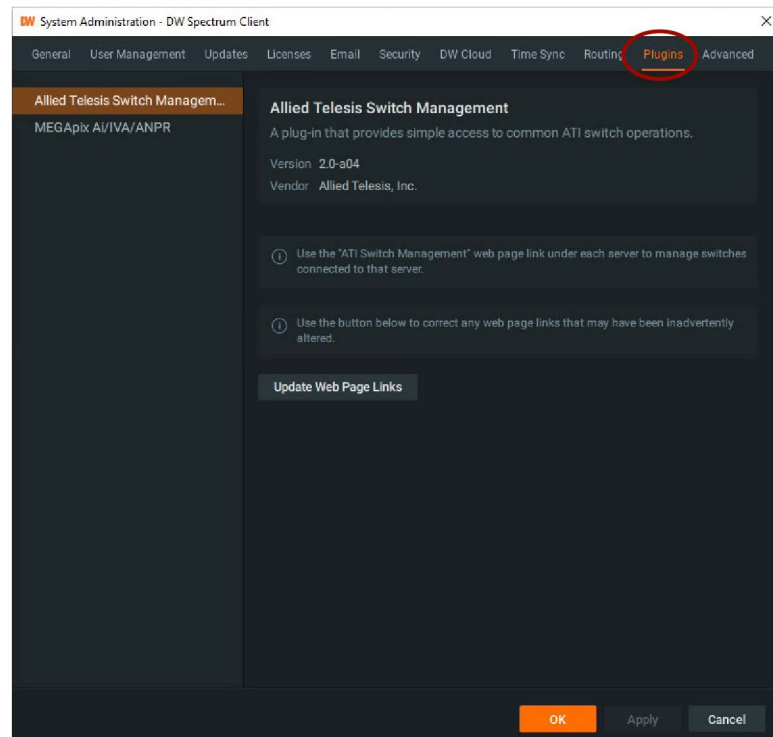 DW System Administration - DW Spectrum Client
General User Management Updates Licenses Email Security DW Cloud Time Sync Routing Plugins Advanced
Allied Telesis Switch Managem...
MEGApix Ai/IVA/ANPR
Allied Telesis Switch Management
A plug-in that provides simple access to common ATI switch operations.
Version 2.0-a04
Vendor Allied Telesis, Inc.
Use the "ATI Switch Management" web page link under each server to manage switches
connected to that server.
Use the button below to correct any web page links that may have been inadvertently
altered.
Update Web Page Links
OK Apply Cancel